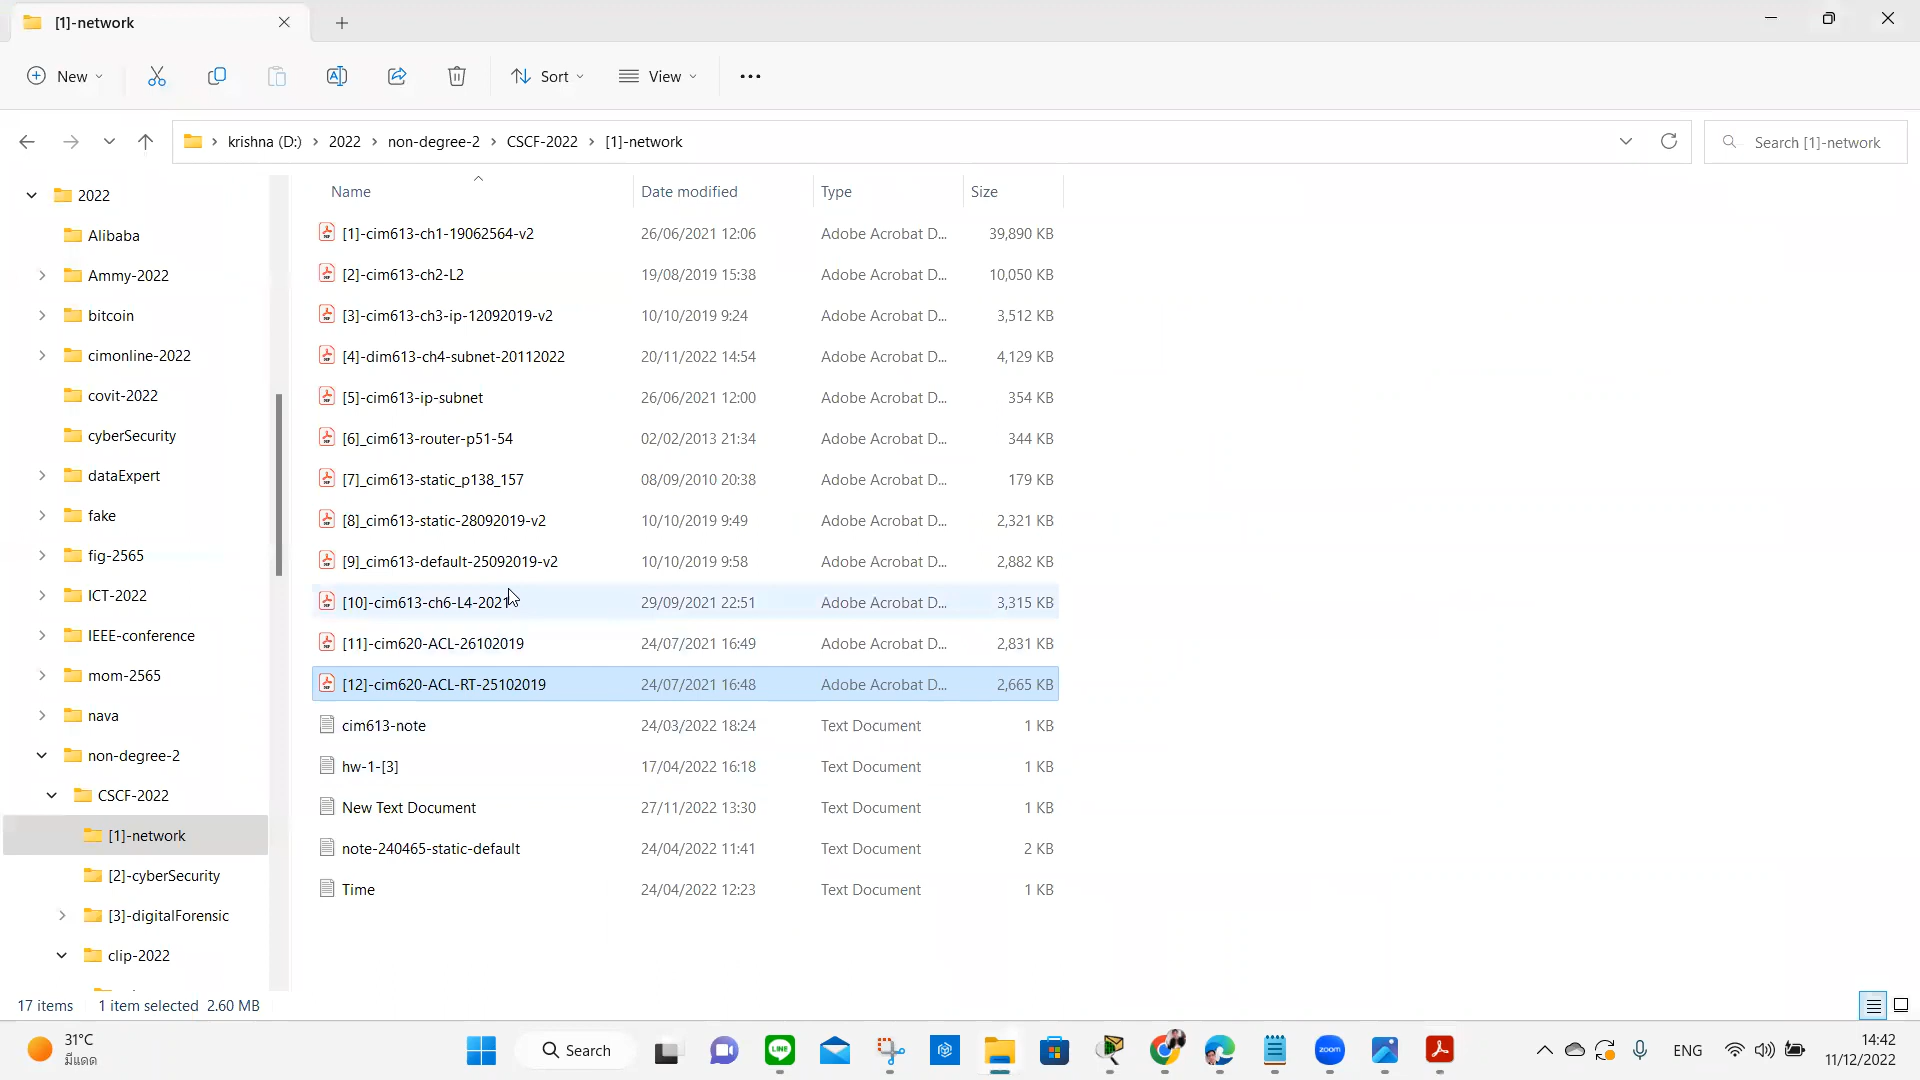 [1]-network
New
Sort
View
krishna (D:) 2022 non-degree-2 CSCF-2022 [1]-network
Search [1]-network
2022
Alibaba
Ammy-2022
bitcoin
cimonline-2022
covit-2022
cyberSecurity
dataExpert
fake
fig-2565
ICT-2022
IEEE-conference
mom-2565
nava
non-degree-2
CSCF-2022
[1]-network
[2]-cyberSecurity
[3]-digitalForensic
clip-2022
Name Date modified Type Size
[1]-cim613-ch1-19062564-v2 26/06/2021 12:06 Adobe Acrobat D... 39,890 KB
[2]-cim613-ch2-L2 19/08/2019 15:38 Adobe Acrobat D... 10,050 KB
[3]-cim613-ch3-ip-12092019-v2 10/10/2019 9:24 Adobe Acrobat D... 3,512 KB
[4]-dim613-ch4-subnet-20112022 20/11/2022 14:54 Adobe Acrobat D... 4,129 KB
[5]-cim613-ip-subnet 26/06/2021 12:00 Adobe Acrobat D... 354 KB
[6]_cim613-router-p51-54 02/02/2013 21:34 Adobe Acrobat D... 344 KB
[7]_cim613-static_p138_157 08/09/2010 20:38 Adobe Acrobat D... 179 KB
[8]_cim613-static-28092019-v2 10/10/2019 9:49 Adobe Acrobat D... 2,321 KB
[9]_cim613-default-25092019-v2 10/10/2019 9:58 Adobe Acrobat D... 2,882 KB
[10]-cim613-ch6-L4-2021 29/09/2021 22:51 Adobe Acrobat D... 3,315 KB
[11]-cim620-ACL-26102019 24/07/2021 16:49 Adobe Acrobat D... 2,831 KB
[12]-cim620-ACL-RT-25102019 24/07/2021 16:48 Adobe Acrobat D... 2,665 KB
cim613-note 24/03/2022 18:24 Text Document 1 KB
hw-1-[3] 17/04/2022 16:18 Text Document 1 KB
New Text Document 27/11/2022 13:30 Text Document 1 KB
note-240465-static-default 24/04/2022 11:41 Text Document 2 KB
Time 24/04/2022 12:23 Text Document 1 KB
17 items 1 item selected 2.60 MB
31°C
มีแดด
Search
LINE
zoom
ENG
14:42
11/12/2022